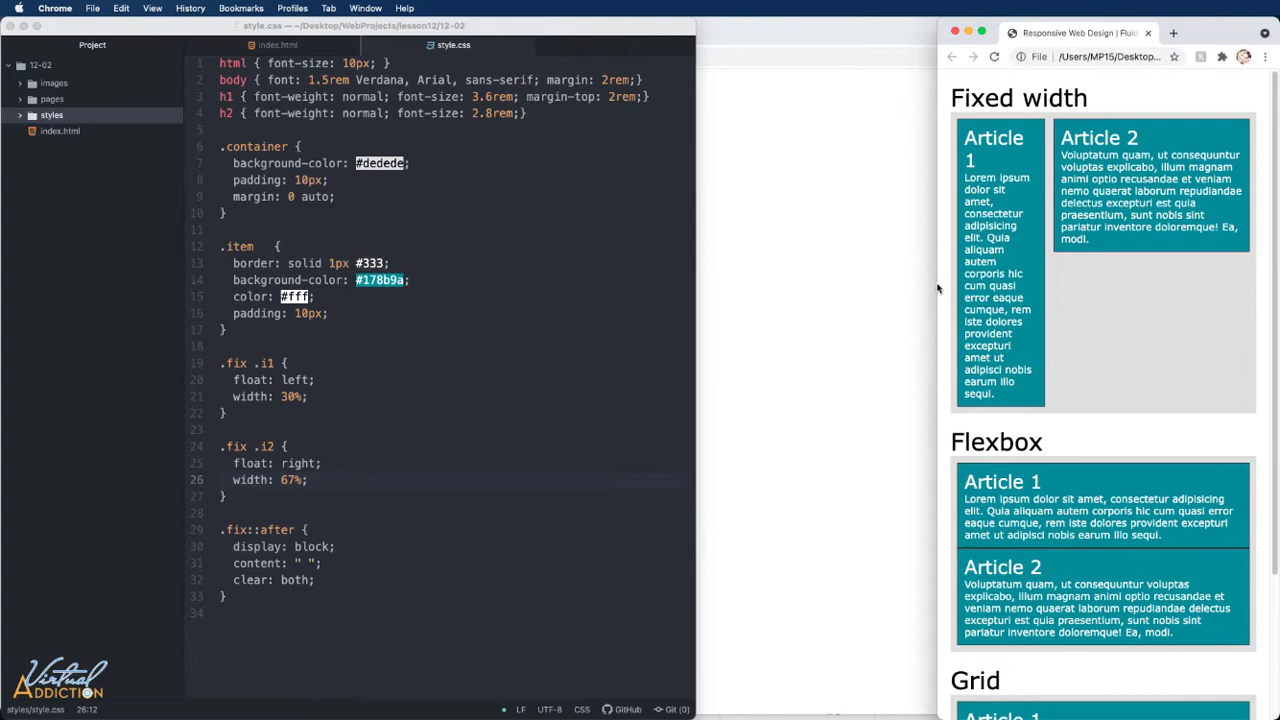 Chrome File Edit View History Bookmarks Profiles Tab Window Help
style.css — ~/Desktop/WebProjects/lesson12/12-02
Project
index.html
style.css
12-02
images
pages
styles
index.html
1 html { font-size: 10px; }
2 body { font: 1.5rem Verdana, Arial, sans-serif; margin: 2rem;}
3 h1 { font-weight: normal; font-size: 3.6rem; margin-top: 2rem;}
4 h2 { font-weight: normal; font-size: 2.8rem;}
5
6 .container {
7 background-color: #dedede;
8 padding: 10px;
9 margin: 0 auto;
10 }
11
12 .item {
13 border: solid 1px #333;
14 background-color: #178b9a;
15 color: #fff;
16 padding: 10px;
17 }
18
19 .fix .i1 {
20 float: left;
21 width: 30%;
22 }
23
24 .fix .i2 {
25 float: right;
26 width: 67%;
27 }
28
29 .fix::after {
30 display: block;
31 content: " ";
32 clear: both;
33 }
34
Virtual
ADDICTION
styles/style.css 26:12
LF UTF-8 CSS GitHub Git (0)
Responsive Web Design | Fluid
File /Users/MP15/Desktop...
Fixed width
Article
1
Lorem ipsum
dolor sit
amet,
consectetur
adipisicing
elit. Quia
aliquam
autem
corporis hic
cum quasi
error eaque
cumque, rem
iste dolores
provident
excepturi
amet ut
adipisci nobis
earum illo
sequi.
Article 2
Voluptatum quam, ut consequuntur
voluptas explicabo, illum magnam
animi optio recusandae et veniam
nemo quaerat laborum repudiandae
delectus excepturi est quia
praesentium, sunt nobis sint
pariatur inventore doloremque! Ea,
modi.
Flexbox
Article 1
Lorem ipsum dolor sit amet, consectetur adipisicing
elit. Quia aliquam autem corporis hic cum quasi error
eaque cumque, rem iste dolores provident excepturi
amet ut adipisci nobis earum illo sequi.
Article 2
Voluptatum quam, ut consequuntur voluptas
explicabo, illum magnam animi optio recusandae et
veniam nemo quaerat laborum repudiandae delectus
excepturi est quia praesentium, sunt nobis sint
pariatur inventore doloremque! Ea, modi.
Grid
Article 1